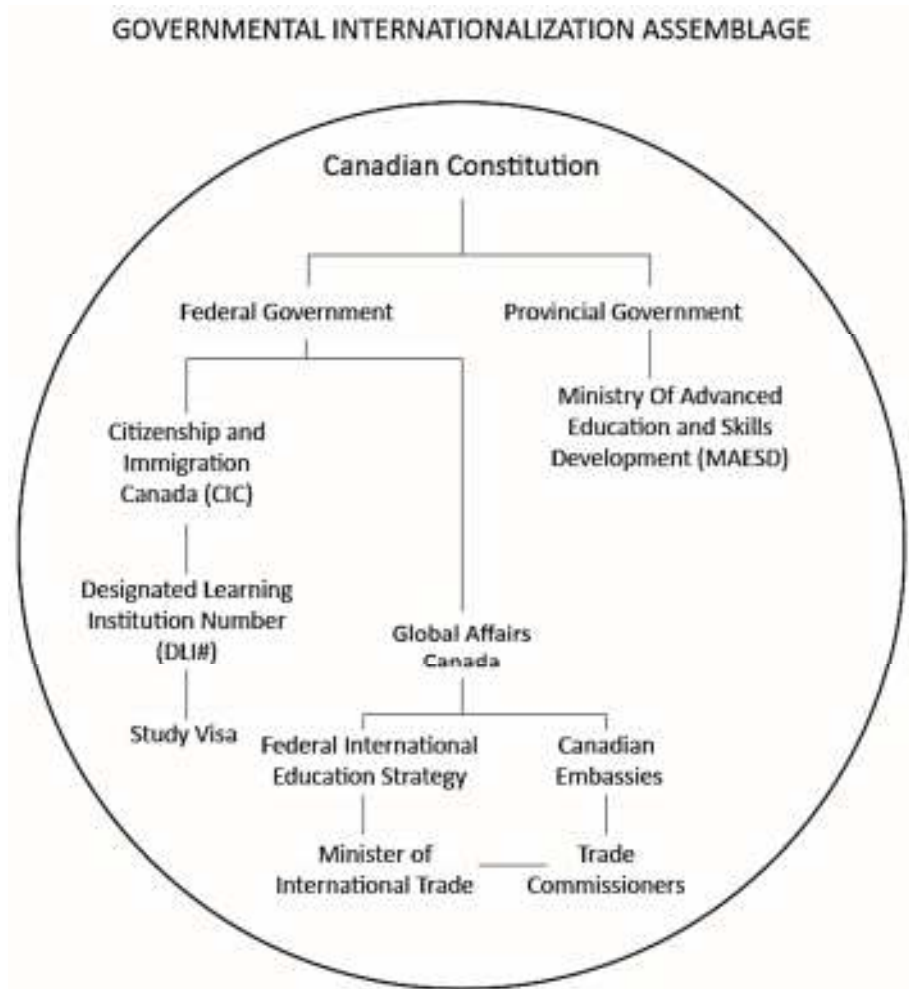 GOVERNMENTAL INTERNATIONALIZATION ASSEMBLAGE
Canadian Constitution
Federal Government
Provincial Government
Ministry Of Advanced
Education and Skills
Development (MAESD)
Citizenship and
Immigration
Canada (CIC)
Designated Learning
Institution Number
(DLI#)
Study Visa
Global Affairs
Canada
Federal International
Education Strategy
Canadian
Embassies
Minister of
International Trade
Trade
Commissioners